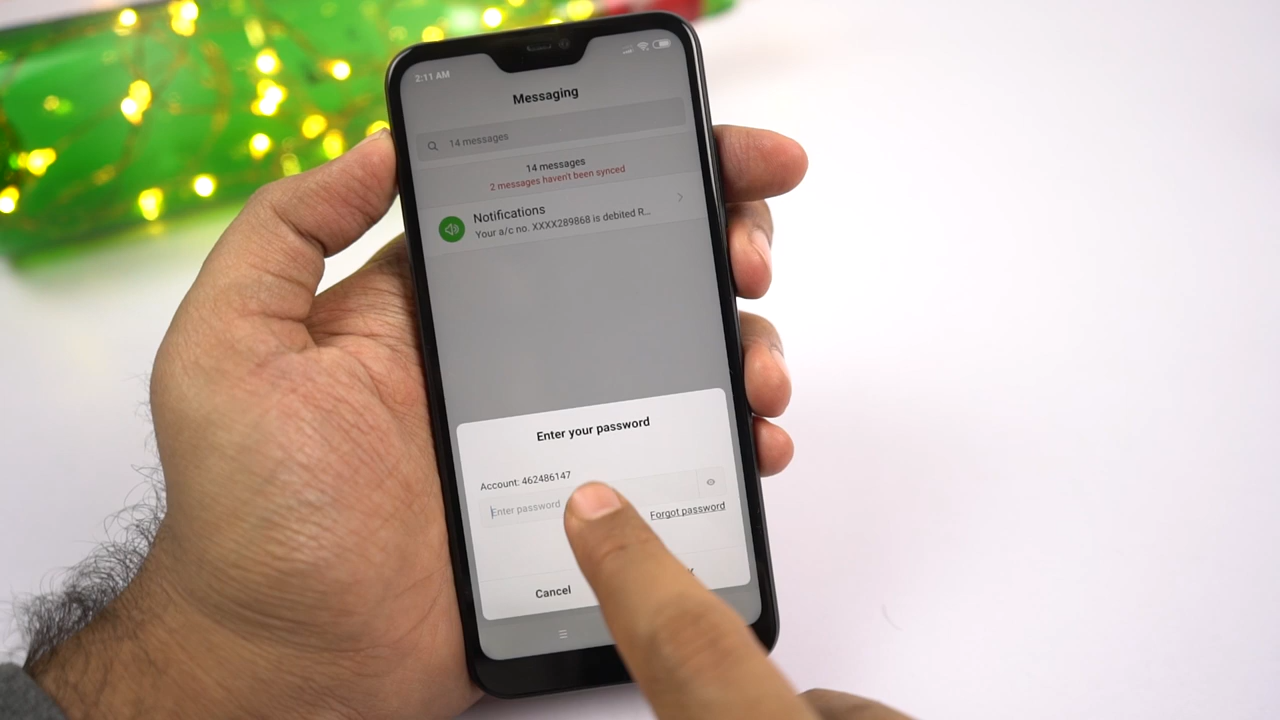 2:11 AM
Messaging
14 messages
14 messages
2 messages haven't been synced
Notifications
Your a/c no. XXXX289868 is debited R...
Enter your password
Account: 462486147
Enter password
Forgot password
Cancel